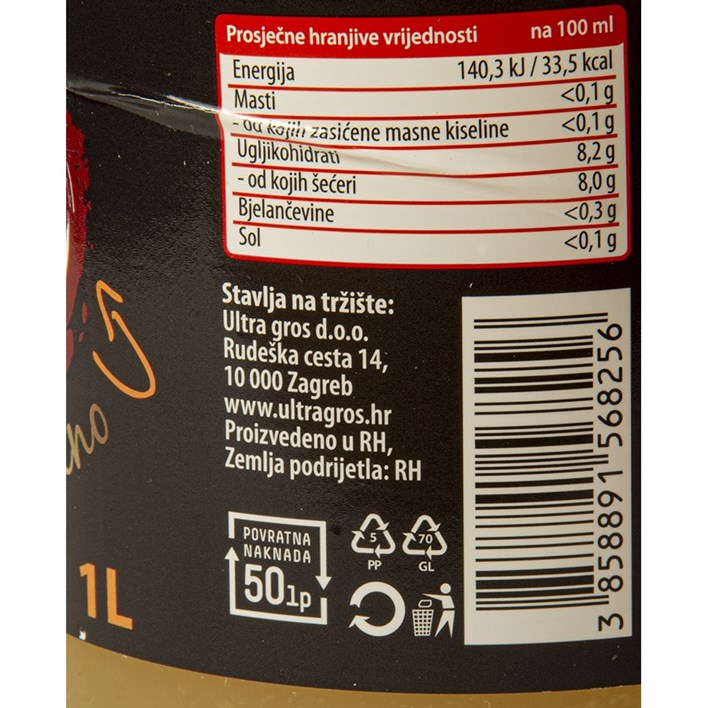 Prosječne hranjive vrijednosti na 100 ml
Energija 140,3 kJ / 33,5 kcal
Masti <0,1 g
- od kojih zasićene masne kiseline <0,1 g
Ugljikohidrati 8,2 g
- od kojih šećeri 8,0 g
Bjelančevine <0,3 g
Sol <0,1 g
Stavlja na tržište:
Ultra gros d.o.o.
Rudeška cesta 14,
10 000 Zagreb
www.ultragros.hr
Proizvedeno u RH,
Zemlja podrijetla: RH
POVRATNA
NAKNADA
50lp
5
PP
70
GL
1L
3 858891 568256